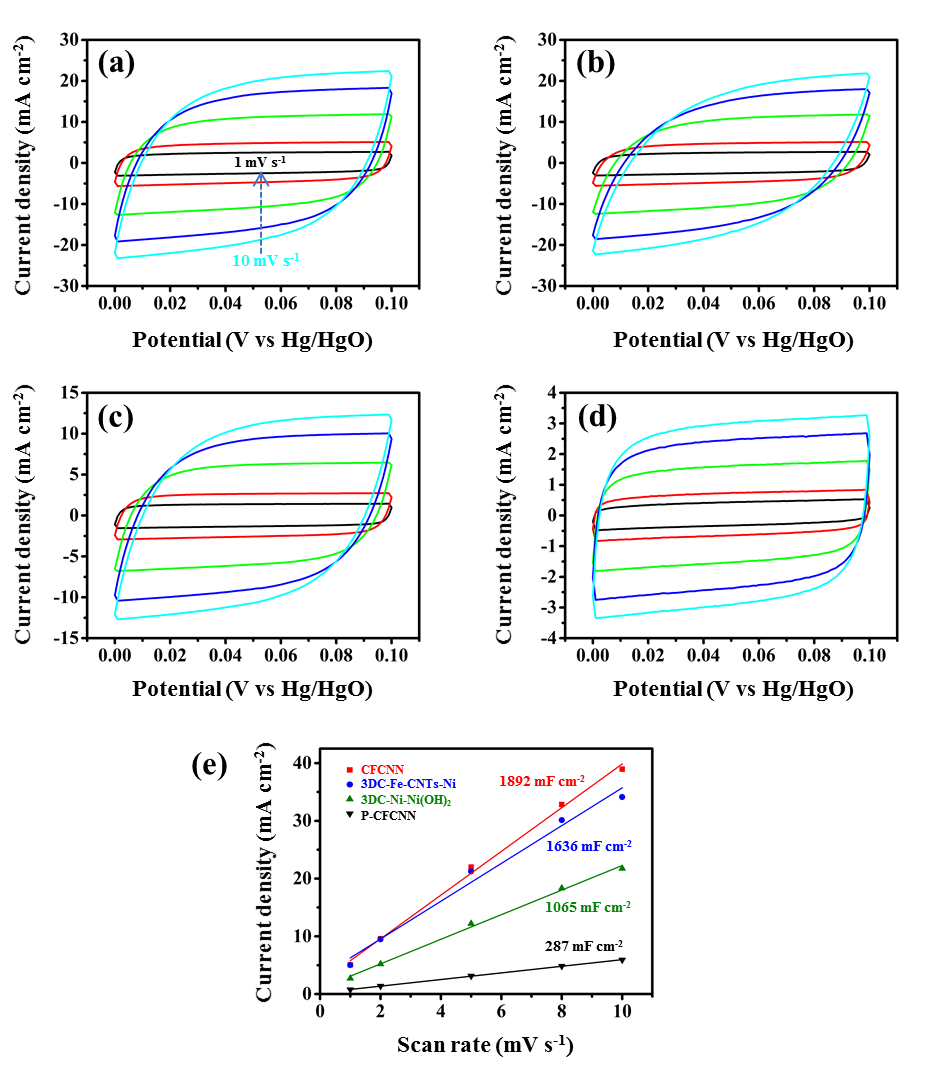 (a)
30
20
10
0
-10
-20
-30
Current density (mA cm-2)
1 mV s-1
10 mV s-1
0.00 0.02 0.04 0.06 0.08 0.10
Potential (V vs Hg/HgO)
(b)
30
20
10
0
-10
-20
-30
Current density (mA cm-2)
0.00 0.02 0.04 0.06 0.08 0.10
Potential (V vs Hg/HgO)
(c)
15
10
5
0
-5
-10
-15
Current density (mA cm-2)
0.00 0.02 0.04 0.06 0.08 0.10
Potential (V vs Hg/HgO)
(d)
4
3
2
1
0
-1
-2
-3
-4
Current density (mA cm-2)
0.00 0.02 0.04 0.06 0.08 0.10
Potential (V vs Hg/HgO)
(e)
40
30
20
10
0
Current density (mA cm-2)
CFCNN
3DC-Fe-CNTs-Ni
3DC-Ni-Ni(OH)2
P-CFCNN
1892 mF cm-2
1636 mF cm-2
1065 mF cm-2
287 mF cm-2
0 2 4 6 8 10
Scan rate (mV s-1)